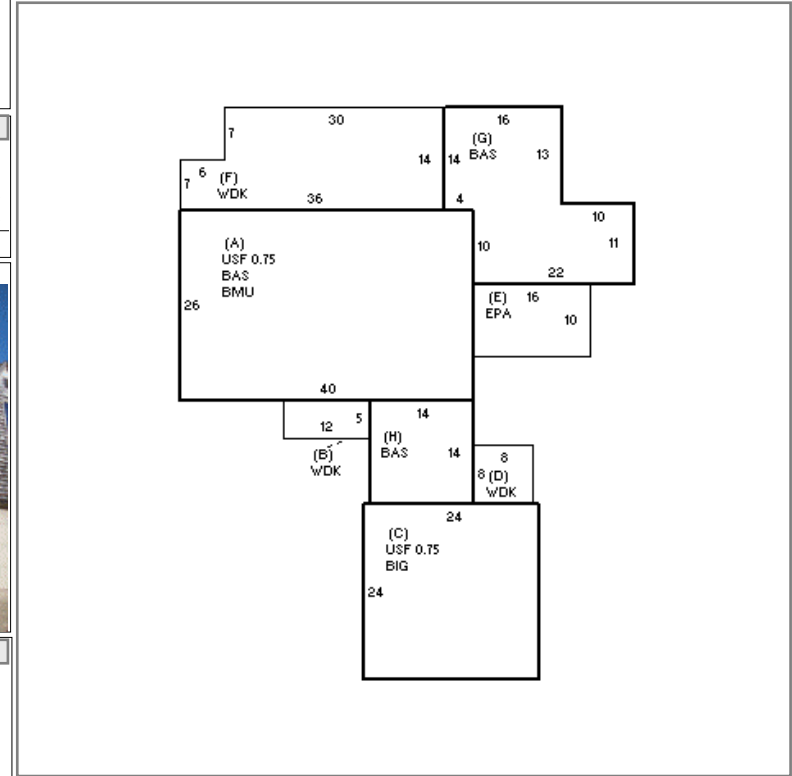 30
16
7
(G)
BAS
14
14
13
6
(F)
WDK
7
36
4
10
11
(A)
USF 0.75
BAS
BMU
10
22
26
(E)
EPA
16
10
40
12
5
(B)
WDK
14
(H)
BAS
14
8
8
(D)
WDK
24
(C)
USF 0.75
BIG
24